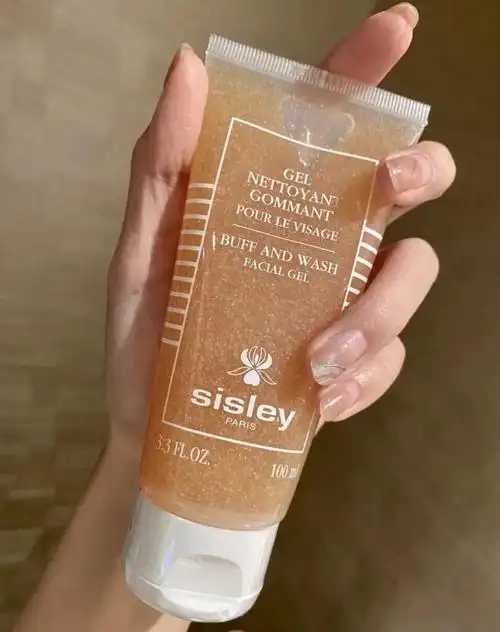 GEL
NETTOYANT
GOMMANT
POUR LE VISAGE
BUFF AND WASH
FACIAL GEL
sisley
PARIS
3.3 FL.OZ.
100 ml